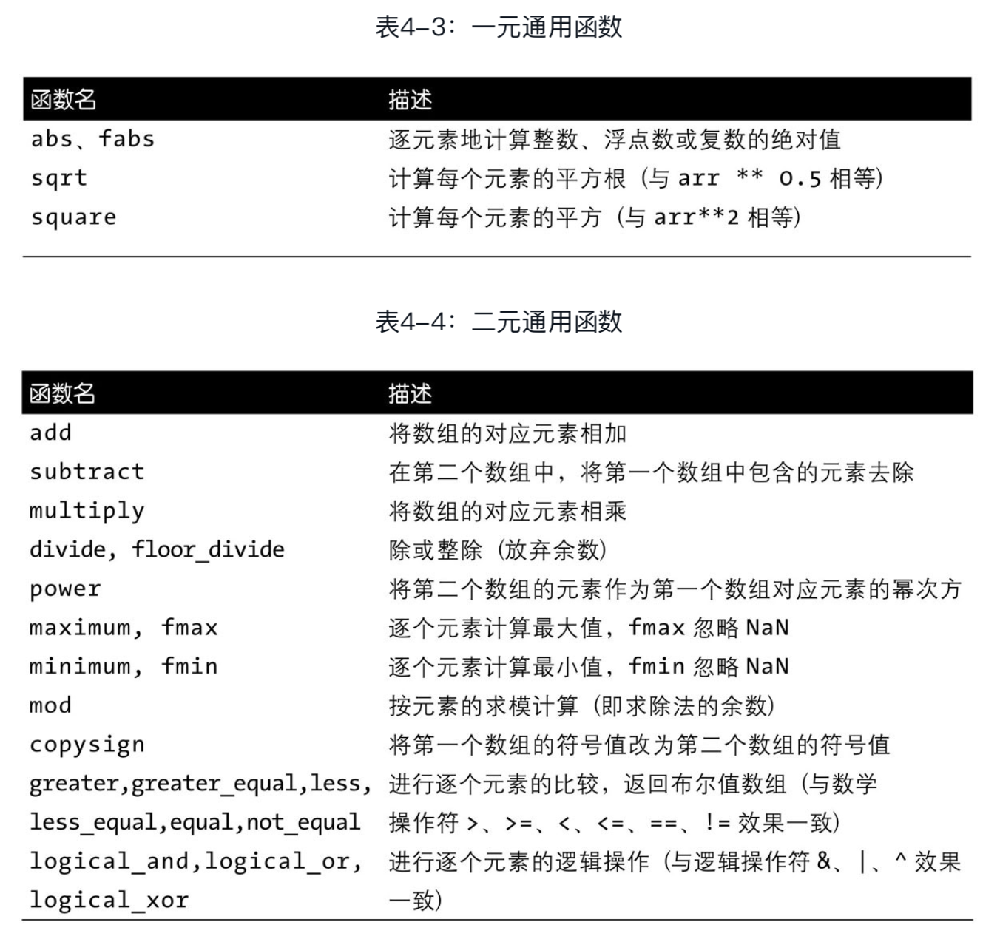 表4-3：一元通用函数
函数名 描述
abs、fabs 逐元素地计算整数、浮点数或复数的绝对值
sqrt 计算每个元素的平方根（与 arr ** 0.5 相等）
square 计算每个元素的平方（与 arr**2 相等）
表4-4：二元通用函数
函数名 描述
add 将数组的对应元素相加
subtract 在第二个数组中，将第一个数组中包含的元素去除
multiply 将数组的对应元素相乘
divide, floor_divide 除或整除（放弃余数）
power 将第二个数组的元素作为第一个数组对应元素的幂次方
maximum, fmax 逐个元素计算最大值，fmax 忽略 NaN
minimum, fmin 逐个元素计算最小值，fmin 忽略 NaN
mod 按元素的求模计算（即求除法的余数）
copysign 将第一个数组的符号值改为第二个数组的符号值
greater,greater_equal,less, 进行逐个元素的比较，返回布尔值数组（与数学
less_equal,equal,not_equal 操作符 >、>=、<、<=、==、!= 效果一致）
logical_and,logical_or, 进行逐个元素的逻辑操作（与逻辑操作符 &、|、^ 效果
logical_xor 一致）